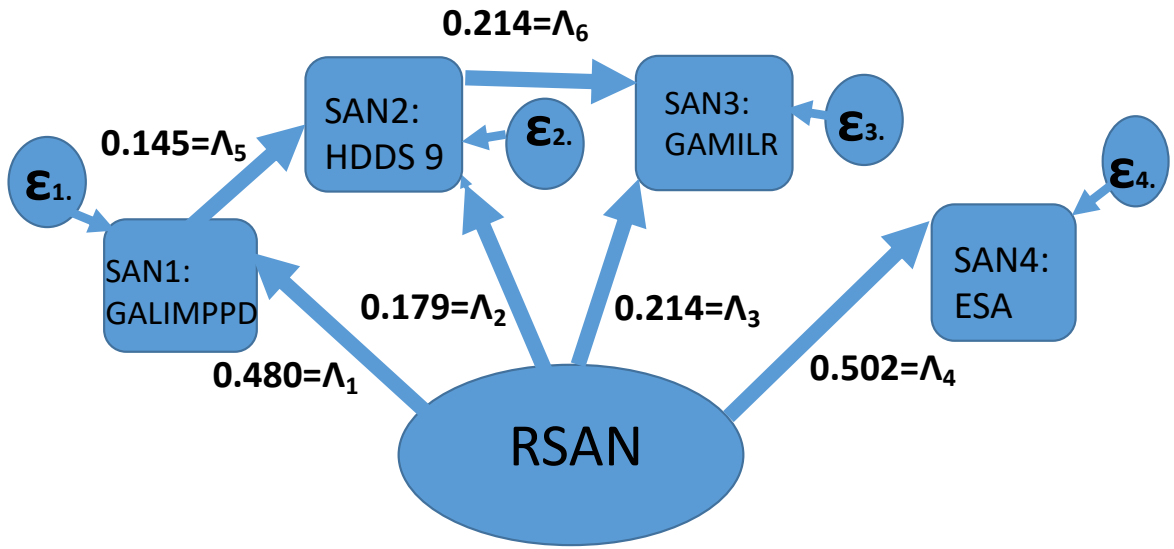 0.214=Λ₆
SAN2:
HDDS 9
ε₂.
SAN3:
GAMILR
ε₃.
0.145=Λ₅
ε₁.
ε₄.
SAN1:
GALIMPPD
SAN4:
ESA
0.179=Λ₂
0.214=Λ₃
0.480=Λ₁
0.502=Λ₄
RSAN